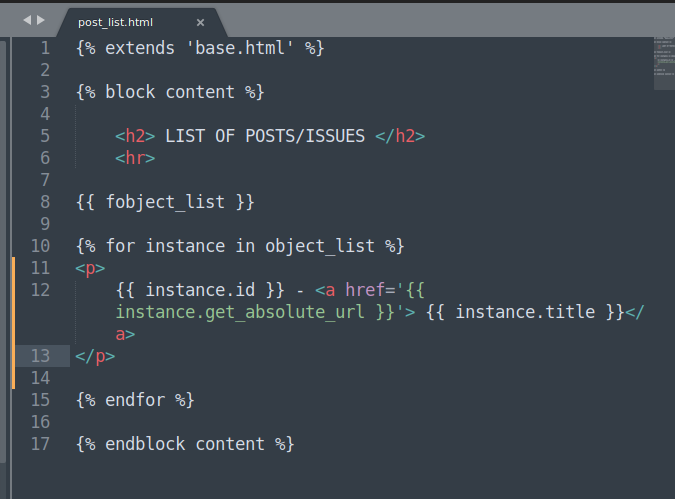 post_list.html ×
1 {% extends 'base.html' %}
2
3 {% block content %}
4
5 <h2> LIST OF POSTS/ISSUES </h2>
6 <hr>
7
8 {{ fobject_list }}
9
10 {% for instance in object_list %}
11 <p>
12 {{ instance.id }} - <a href='{{
instance.get_absolute_url }}'> {{ instance.title }}</
a>
13 </p>
14
15 {% endfor %}
16
17 {% endblock content %}